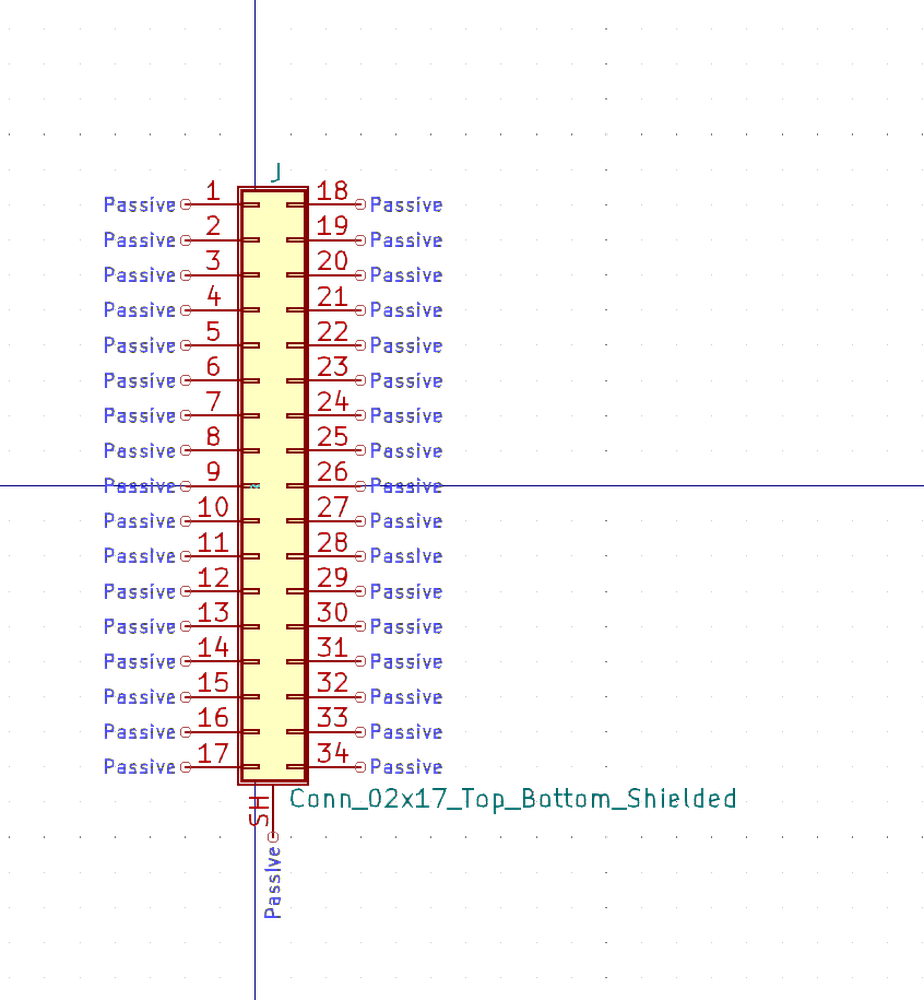 J
Passive 1 18 Passive
Passive 2 19 Passive
Passive 3 20 Passive
Passive 4 21 Passive
Passive 5 22 Passive
Passive 6 23 Passive
Passive 7 24 Passive
Passive 8 25 Passive
Passive 9 26 Passive
Passive 10 27 Passive
Passive 11 28 Passive
Passive 12 29 Passive
Passive 13 30 Passive
Passive 14 31 Passive
Passive 15 32 Passive
Passive 16 33 Passive
Passive 17 34 Passive
SH
Conn_02x17_Top_Bottom_Shielded
Passive